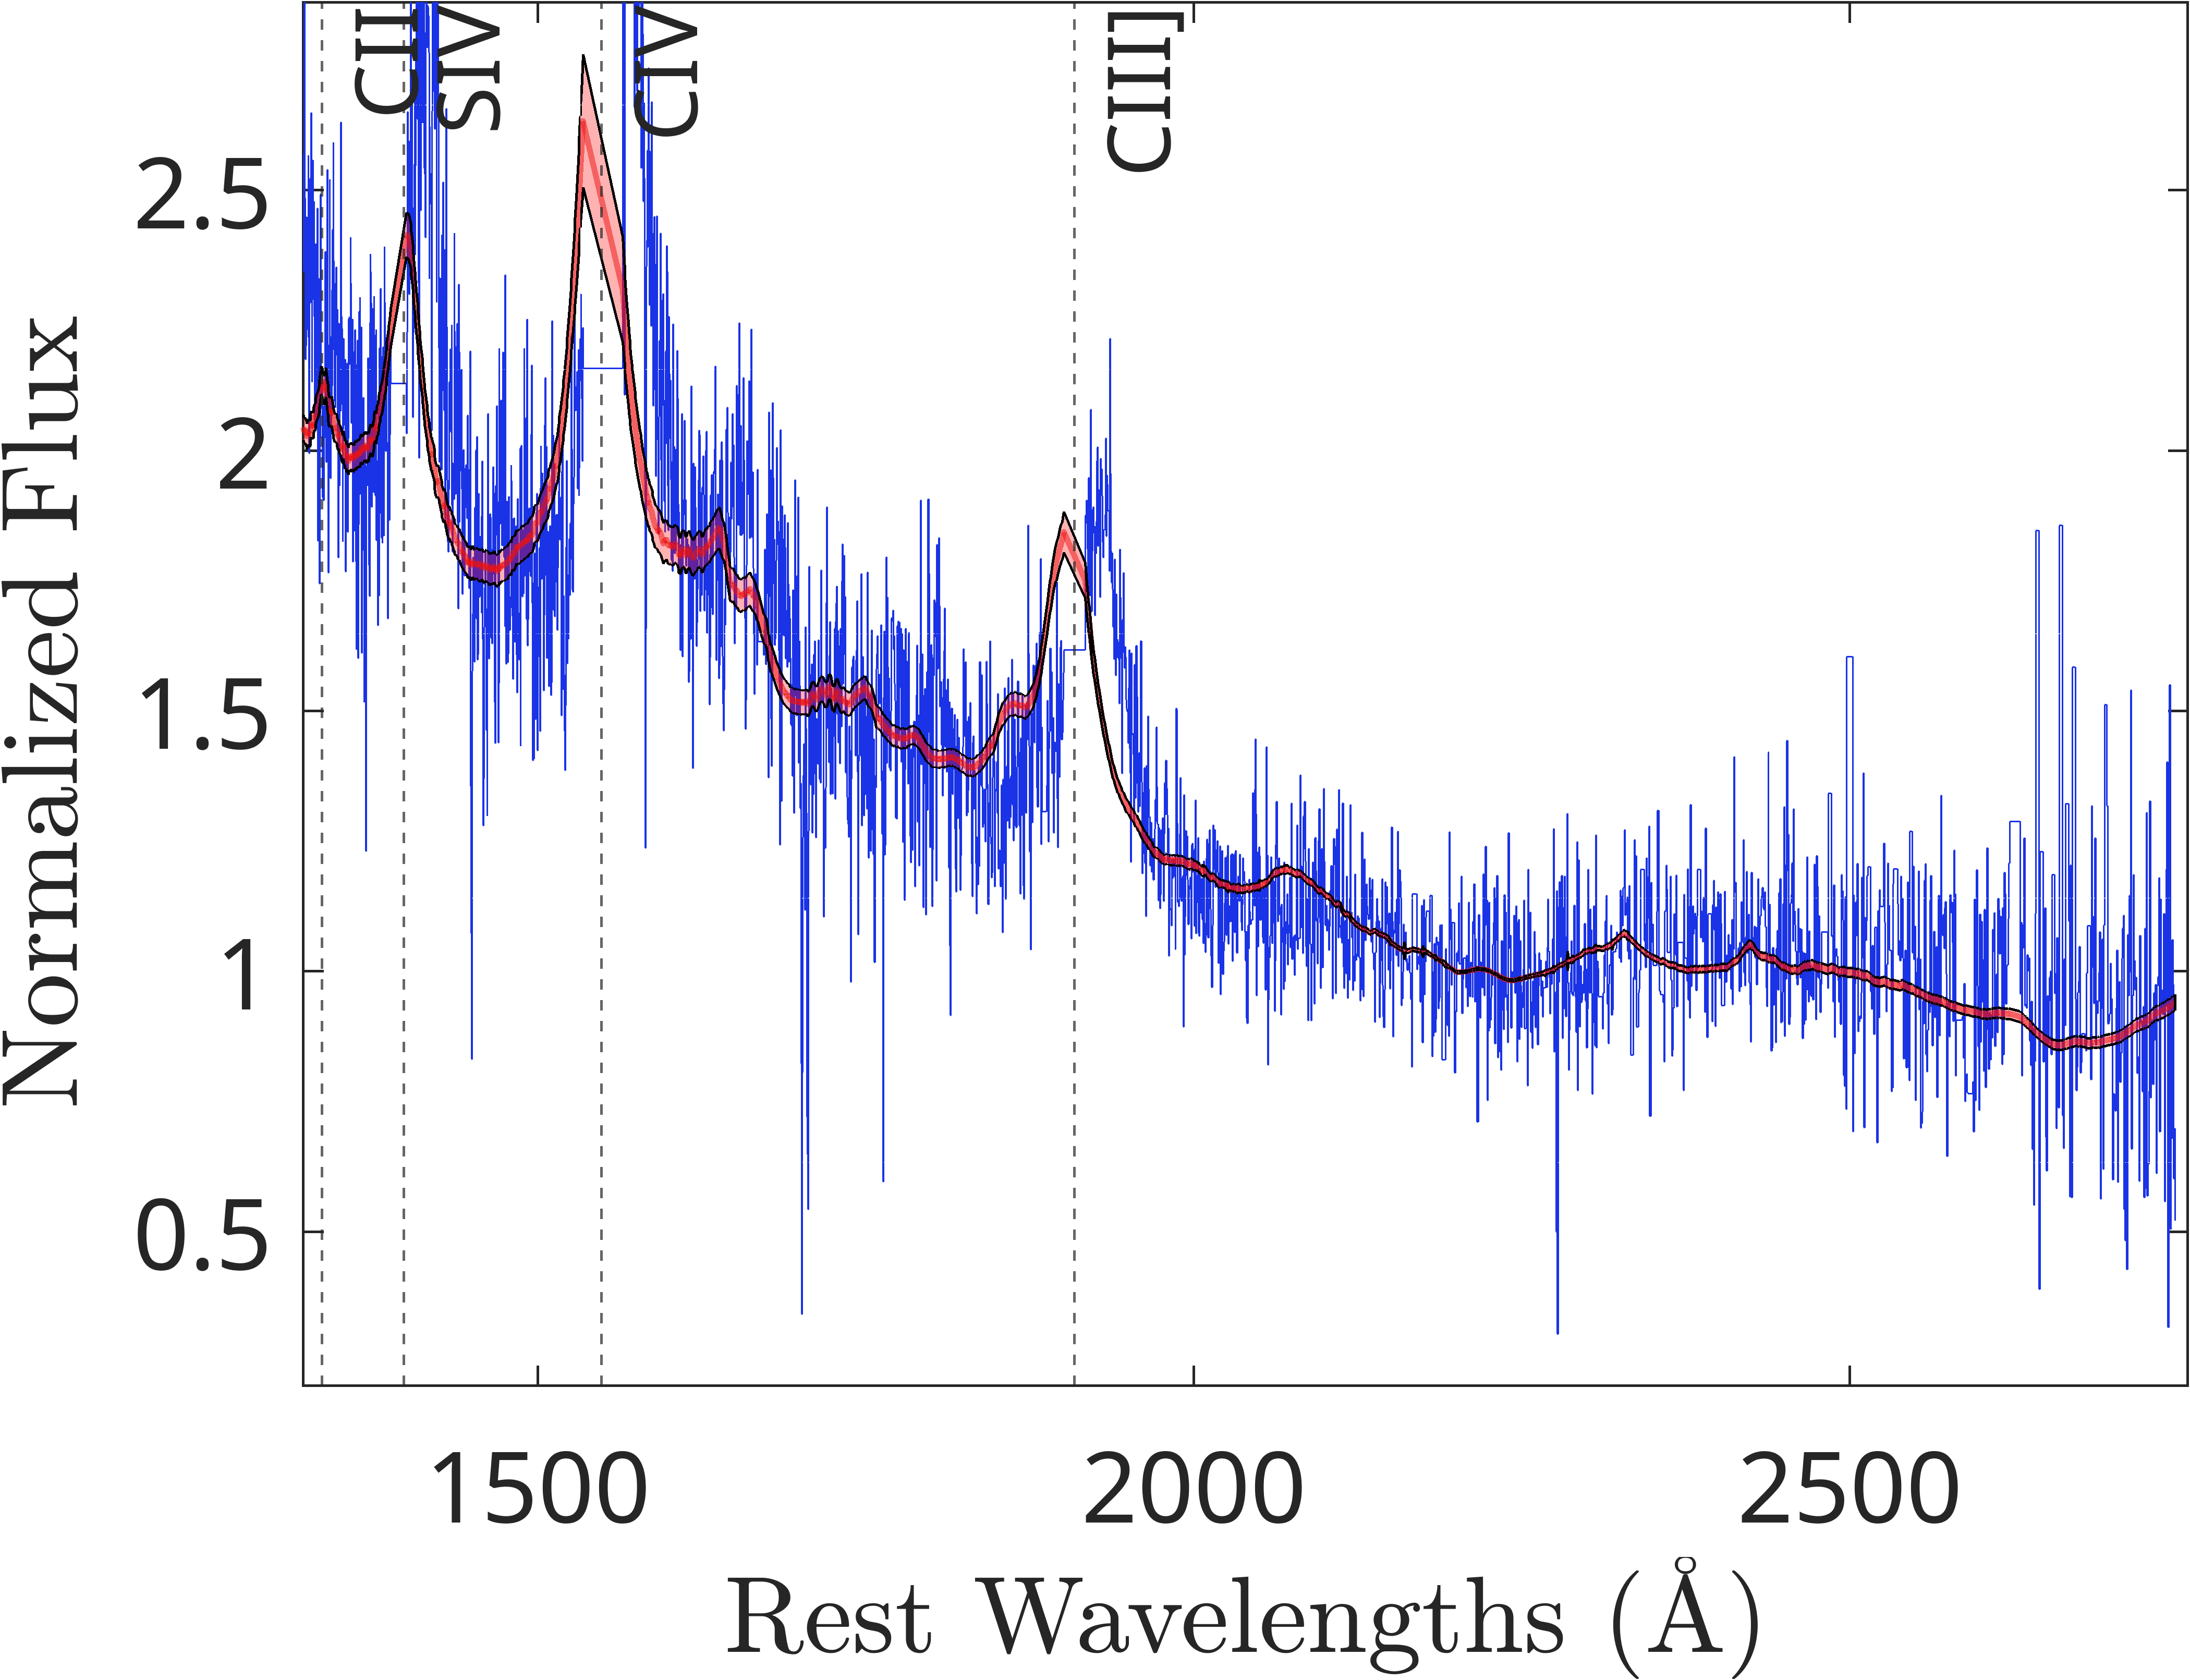 CII
SIV
CIV
CIII]
2.5
2
1.5
1
0.5
Normalized Flux
1500
2000
2500
Rest Wavelengths (Å)